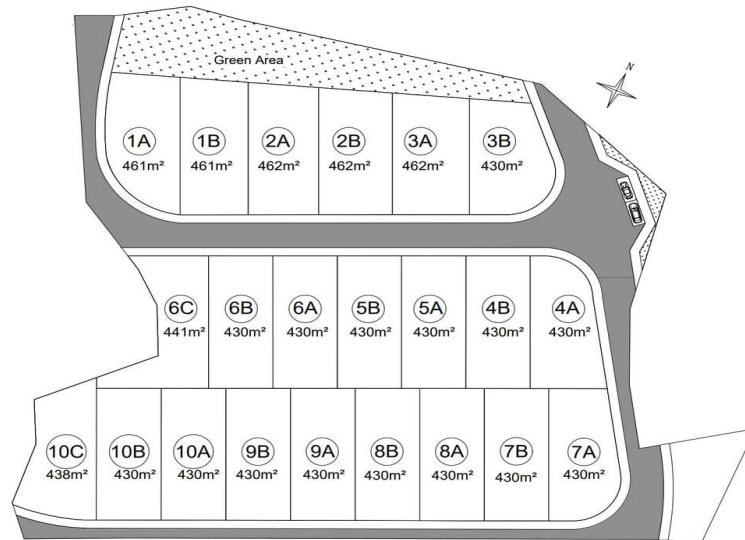 Green Area
N
1A
461m²
1B
461m²
2A
462m²
2B
462m²
3A
462m²
3B
430m²
6C
441m²
6B
430m²
6A
430m²
5B
430m²
5A
430m²
4B
430m²
4A
430m²
10C
438m²
10B
430m²
10A
430m²
9B
430m²
9A
430m²
8B
430m²
8A
430m²
7B
430m²
7A
430m²